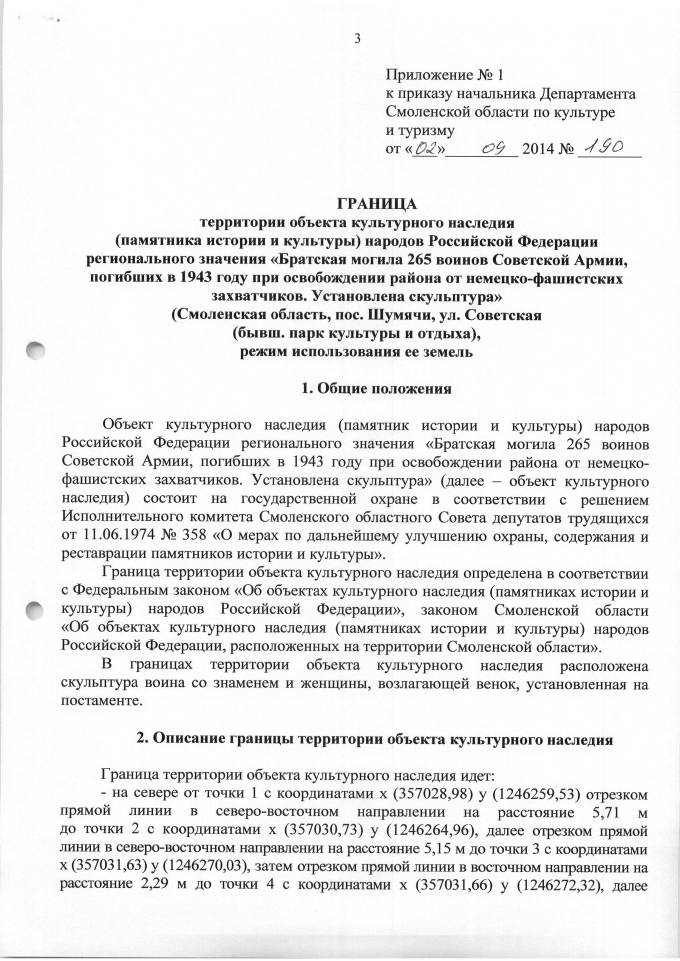 3
Приложение № 1
к приказу начальника Департамента
Смоленской области по культуре
и туризму
от «02» 09 2014 № 190
ГРАНИЦА
территории объекта культурного наследия
(памятника истории и культуры) народов Российской Федерации
регионального значения «Братская могила 265 воинов Советской Армии,
погибших в 1943 году при освобождении района от немецко-фашистских
захватчиков. Установлена скульптура»
(Смоленская область, пос. Шумячи, ул. Советская
(бывш. парк культуры и отдыха),
режим использования ее земель
1. Общие положения
Объект культурного наследия (памятник истории и культуры) народов
Российской Федерации регионального значения «Братская могила 265 воинов
Советской Армии, погибших в 1943 году при освобождении района от немецко-
фашистских захватчиков. Установлена скульптура» (далее – объект культурного
наследия) состоит на государственной охране в соответствии с решением
Исполнительного комитета Смоленского областного Совета депутатов трудящихся
от 11.06.1974 № 358 «О мерах по дальнейшему улучшению охраны, содержания и
реставрации памятников истории и культуры».
Граница территории объекта культурного наследия определена в соответствии
с Федеральным законом «Об объектах культурного наследия (памятниках истории и
культуры) народов Российской Федерации», законом Смоленской области
«Об объектах культурного наследия (памятниках истории и культуры) народов
Российской Федерации, расположенных на территории Смоленской области».
В границах территории объекта культурного наследия расположена
скульптура воина со знаменем и женщины, возлагающей венок, установленная на
постаменте.
2. Описание границы территории объекта культурного наследия
Граница территории объекта культурного наследия идет:
- на севере от точки 1 с координатами x (357028,98) y (1246259,53) отрезком
прямой линии в северо-восточном направлении на расстояние 5,71 м
до точки 2 с координатами x (357030,73) y (1246264,96), далее отрезком прямой
линии в северо-восточном направлении на расстояние 5,15 м до точки 3 с координатами
x (357031,63) y (1246270,03), затем отрезком прямой линии в восточном направлении на
расстояние 2,29 м до точки 4 с координатами x (357031,66) y (1246272,32), далее